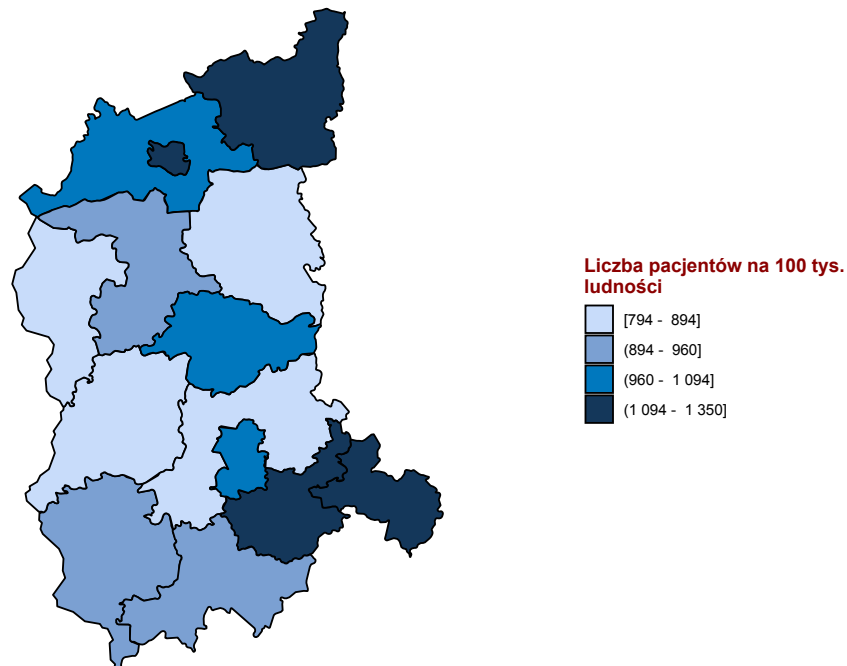 Liczba pacjentów na 100 tys.
ludności
[794 - 894]
(894 - 960]
(960 - 1 094]
(1 094 - 1 350]